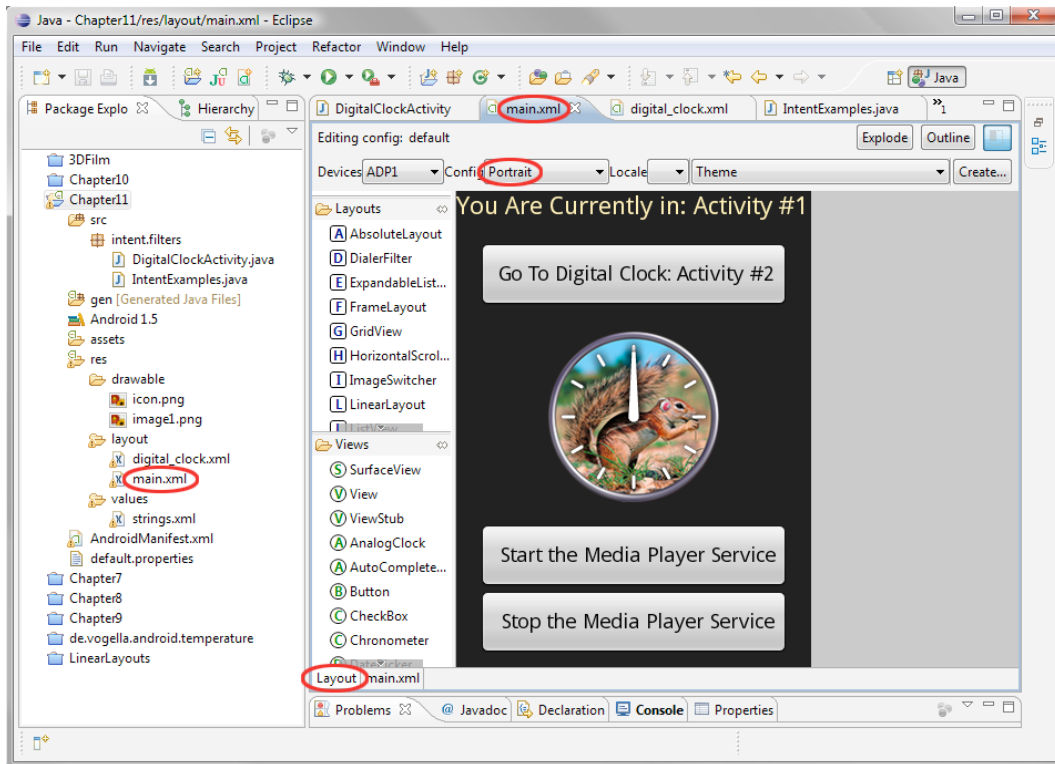 Java - Chapter11/res/layout/main.xml - Eclipse
File Edit Run Navigate Search Project Refactor Window Help
Java
Package Explo Hierarchy
3DFilm
Chapter10
Chapter11
src
intent.filters
DigitalClockActivity.java
IntentExamples.java
gen [Generated Java Files]
Android 1.5
assets
res
drawable
icon.png
image1.png
layout
digital_clock.xml
main.xml
values
strings.xml
AndroidManifest.xml
default.properties
Chapter7
Chapter8
Chapter9
de.vogella.android.temperature
LinearLayouts
DigitalClockActivity main.xml digital_clock.xml IntentExamples.java »1
Editing config: default Explode Outline
Devices ADP1 Config Portrait Locale Theme Create...
Layouts
A AbsoluteLayout
D DialerFilter
E ExpandableList...
F FrameLayout
G GridView
H HorizontalScrol...
I ImageSwitcher
L LinearLayout
L ListView
Views
S SurfaceView
V View
V ViewStub
A AnalogClock
A AutoComplete...
B Button
C CheckBox
C Chronometer
D DatePicker
You Are Currently in: Activity #1
Go To Digital Clock: Activity #2
Start the Media Player Service
Stop the Media Player Service
Layout main.xml
Problems @ Javadoc Declaration Console Properties